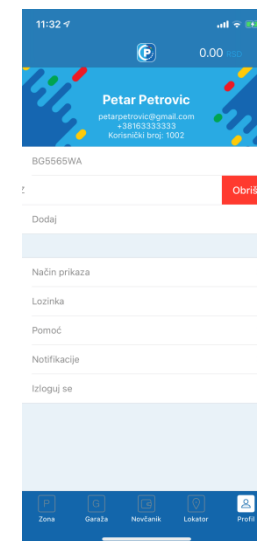 11:32
P
0.00 RSD
Petar Petrovic
petarpetrovic@gmail.com
+38163333333
Korisnički broj: 1002
BG5565WA
Z
Obriš
Dodaj
Način prikaza
Lozinka
Pomoć
Notifikacije
Izloguj se
P G
Zona Garaža Novčanik Lokator Profil